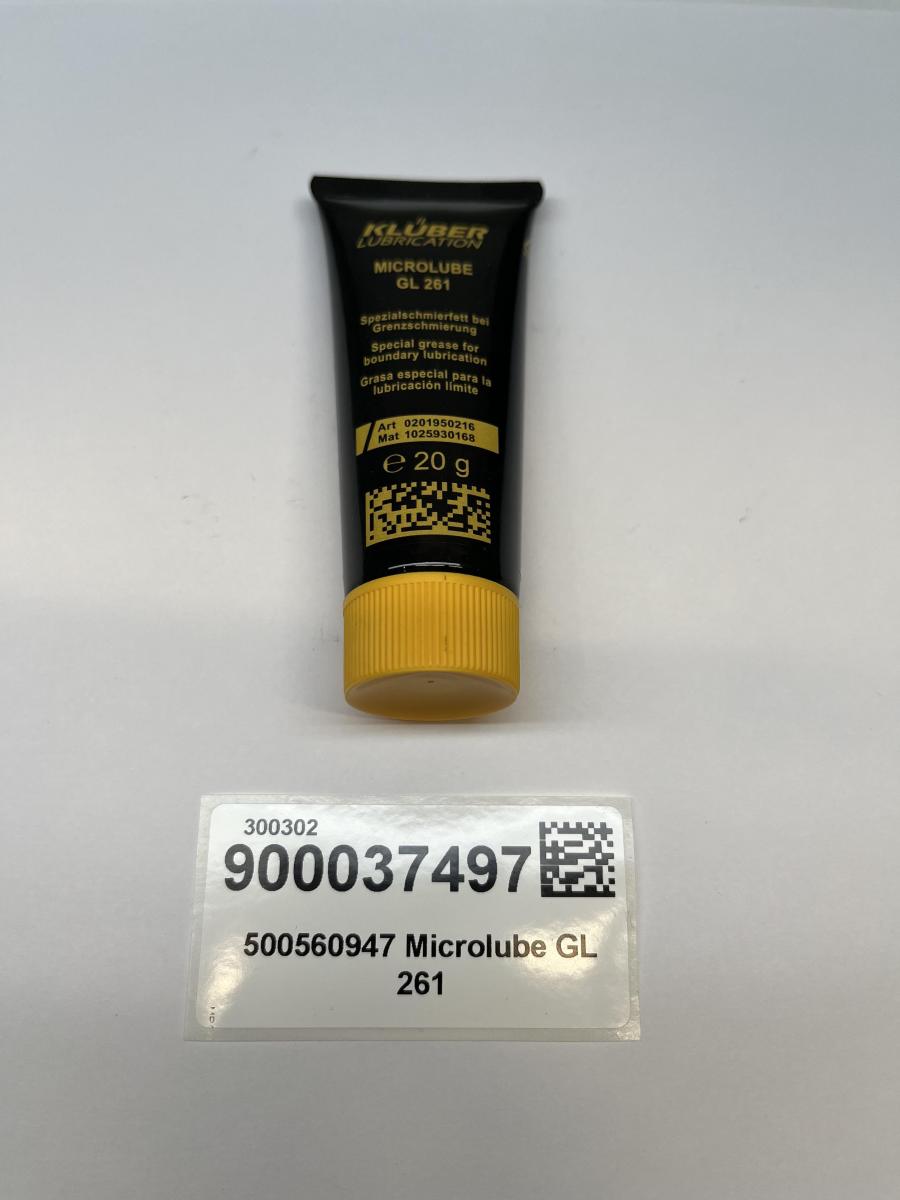 KLÜBER
LUBRICATION
MICROLUBE
GL 261
Spezialschmierfett bei
Grenzschmierung
Special grease for
boundary lubrication
Grasa especial para la
lubricación límite
Art 0201950216
Mat 1025930168
℮ 20 g
300302
900037497
500560947 Microlube GL
261